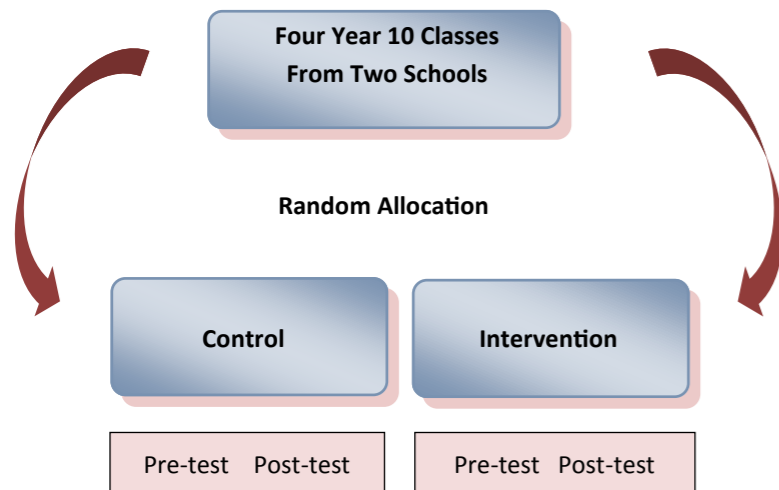 Four Year 10 Classes
From Two Schools
Random Allocation
Control
Intervention
Pre-test Post-test
Pre-test Post-test